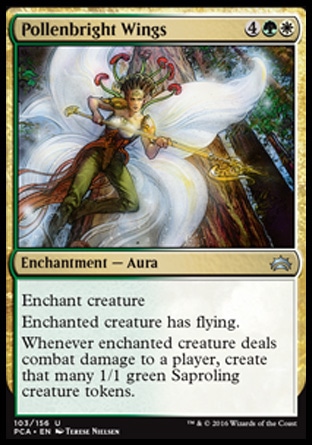 Pollenbright Wings 4
Enchantment — Aura
Enchant creature
Enchanted creature has flying.
Whenever enchanted creature deals
combat damage to a player, create
that many 1/1 green Saproling
creature tokens.
103/156 U
PCA • EN TERESE NIELSEN
™ & © 2016 Wizards of the Coast